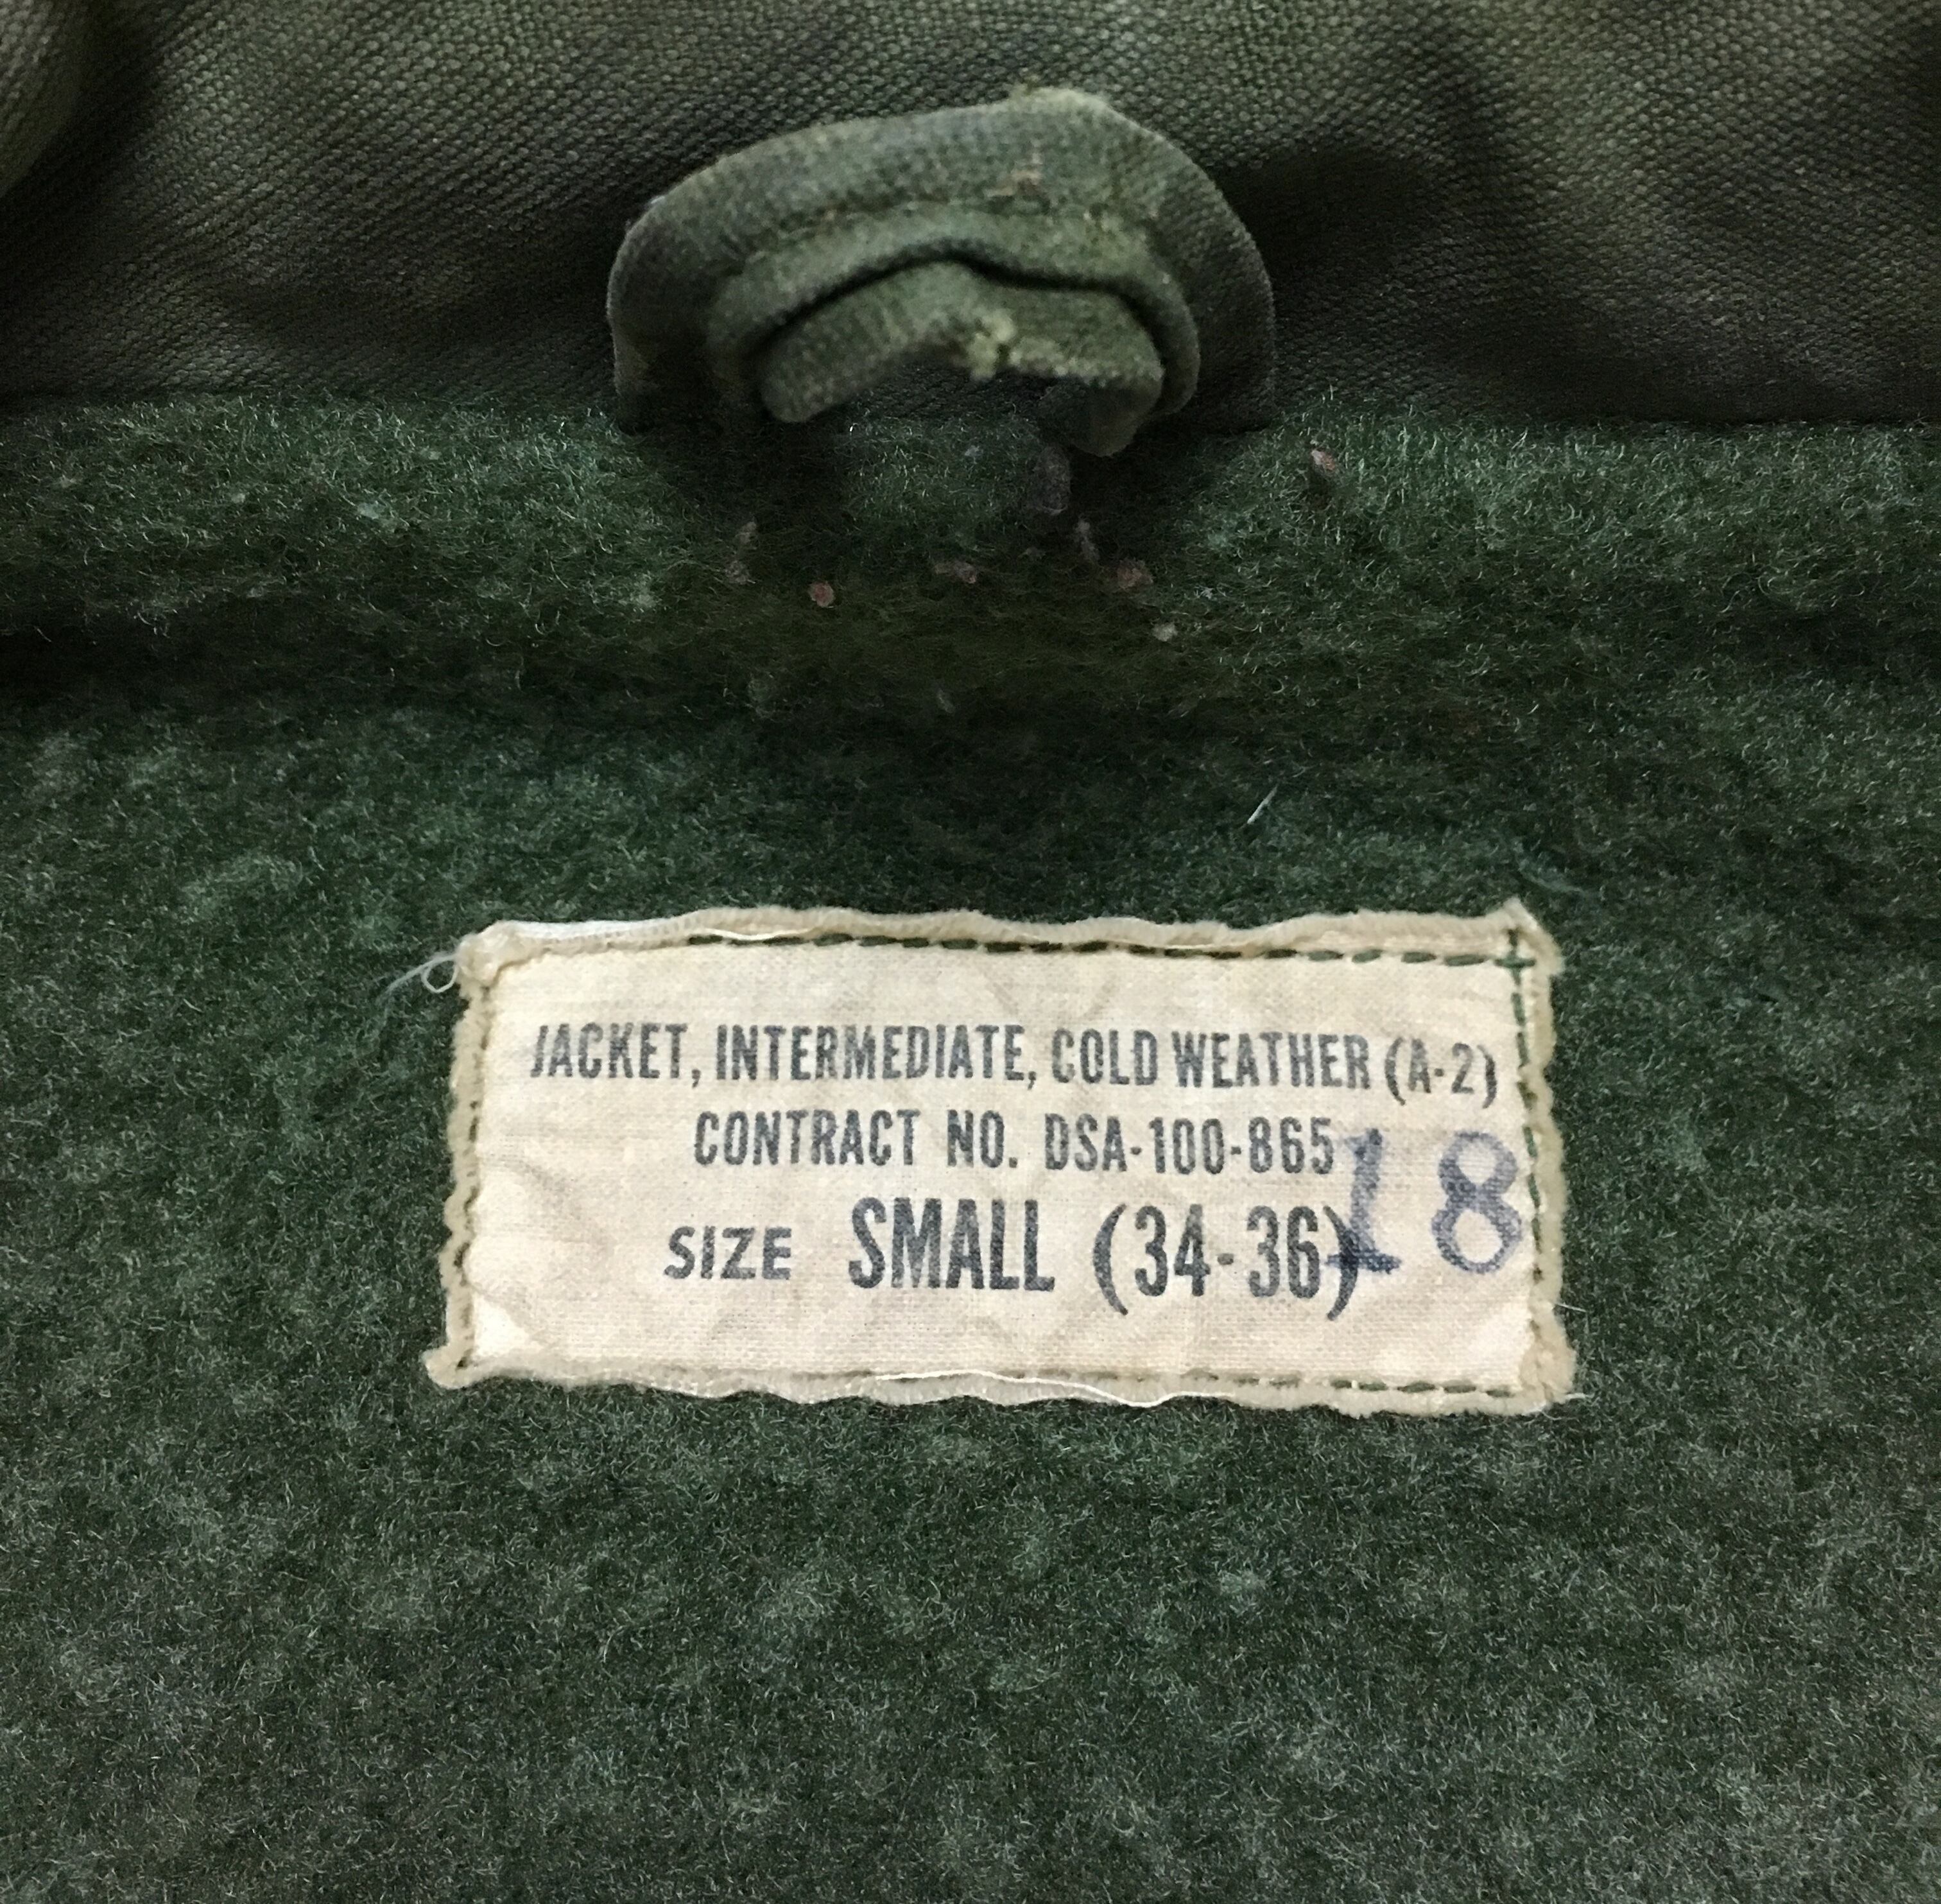 JACKET, INTERMEDIATE, COLD WEATHER (A-2)
CONTRACT NO. DSA-100-865
SIZE SMALL (34-36)
18